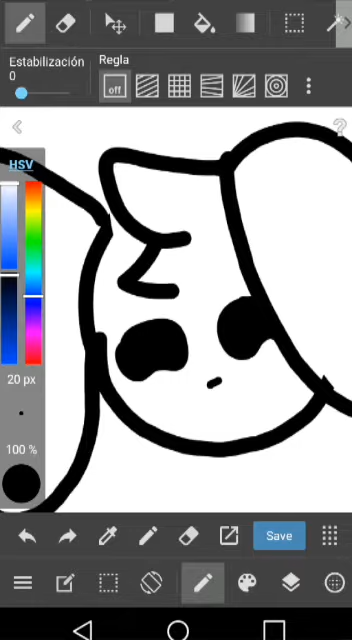 Estabilización
0
Regla
off
?
HSV
20 px
100 %
Save